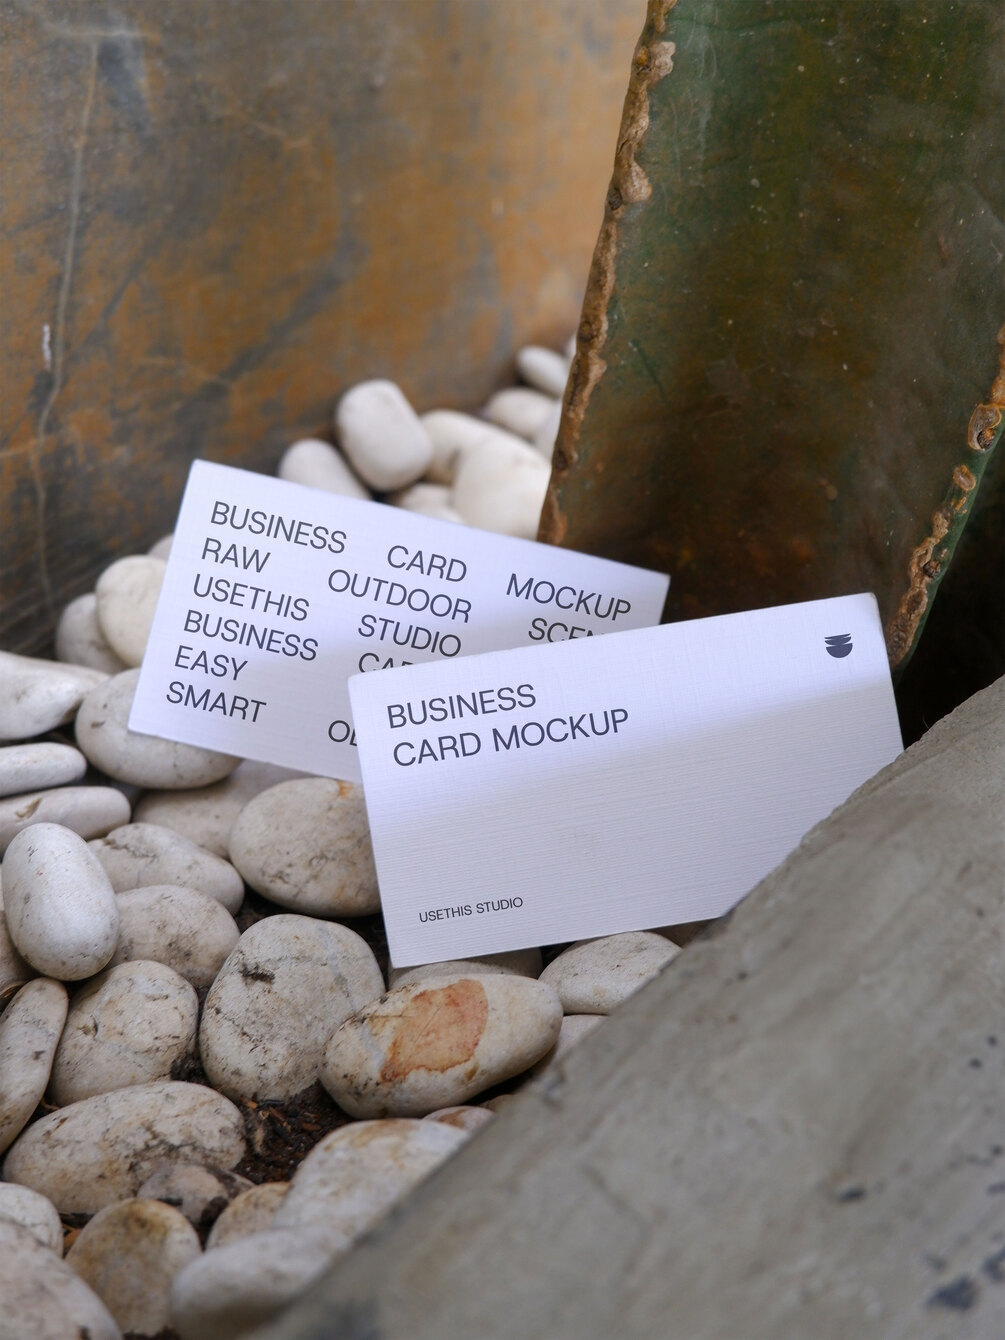 BUSINESS CARD MOCKUP
RAW OUTDOOR
USETHIS STUDIO
BUSINESS
EASY
SMART
BUSINESS
CARD MOCKUP
USETHIS STUDIO